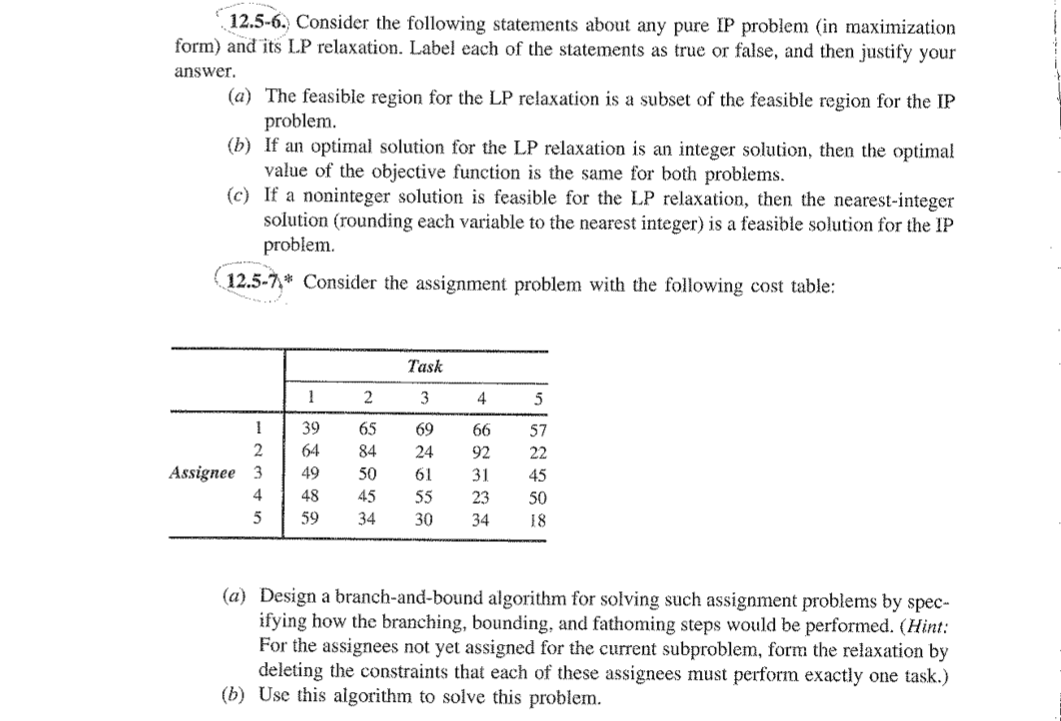 12.5-6. Consider the following statements about any pure IP problem (in maximization
form) and its LP relaxation. Label each of the statements as true or false, and then justify your
answer.
(a) The feasible region for the LP relaxation is a subset of the feasible region for the IP
problem.
(b) If an optimal solution for the LP relaxation is an integer solution, then the optimal
value of the objective function is the same for both problems.
(c) If a noninteger solution is feasible for the LP relaxation, then the nearest-integer
solution (rounding each variable to the nearest integer) is a feasible solution for the IP
problem.
12.5-7.* Consider the assignment problem with the following cost table:
Task
1 2 3 4 5
1 39 65 69 66 57
2 64 84 24 92 22
Assignee 3 49 50 61 31 45
4 48 45 55 23 50
5 59 34 30 34 18
(a) Design a branch-and-bound algorithm for solving such assignment problems by spec-
ifying how the branching, bounding, and fathoming steps would be performed. (Hint:
For the assignees not yet assigned for the current subproblem, form the relaxation by
deleting the constraints that each of these assignees must perform exactly one task.)
(b) Use this algorithm to solve this problem.